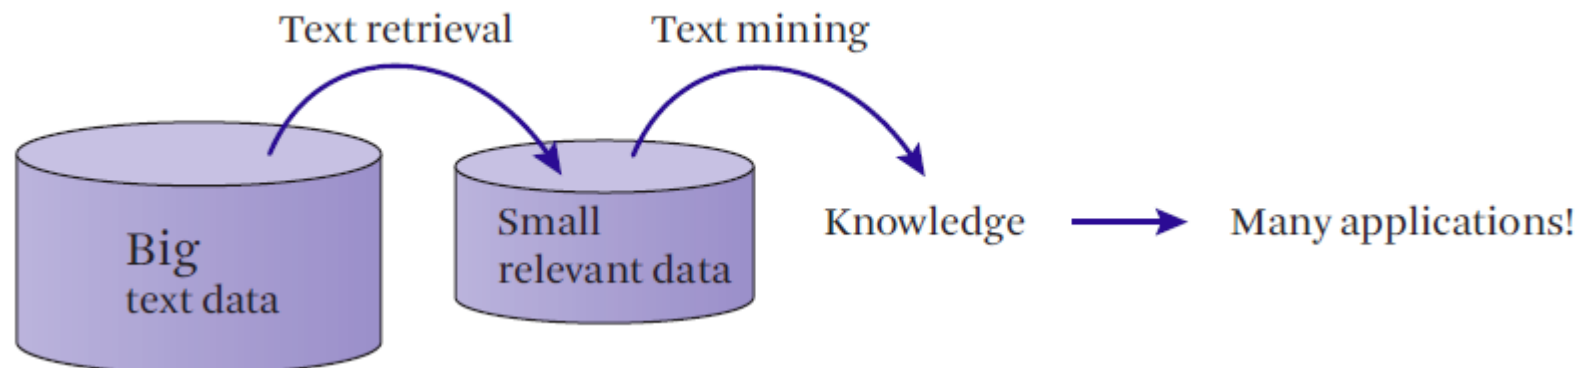 Text retrieval
Text mining
Big
text data
Small
relevant data
Knowledge
Many applications!